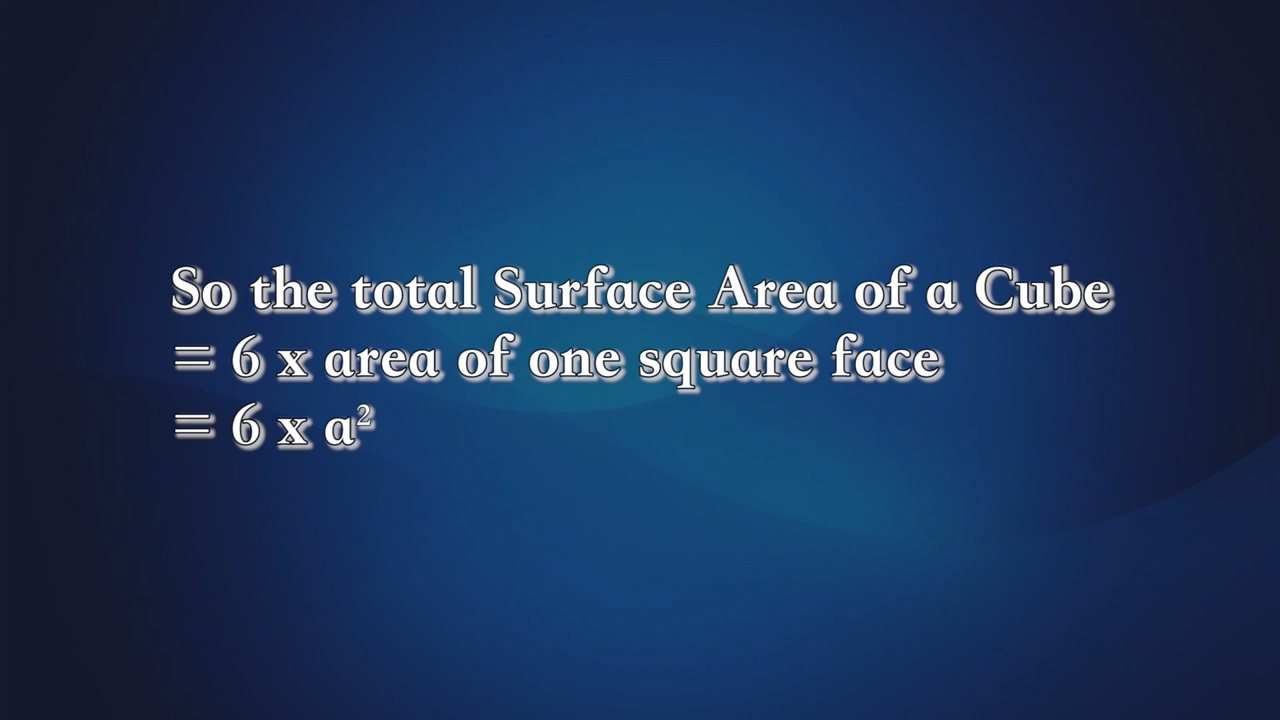 So the total Surface Area of a Cube
= 6 x area of one square face
= 6 x a²